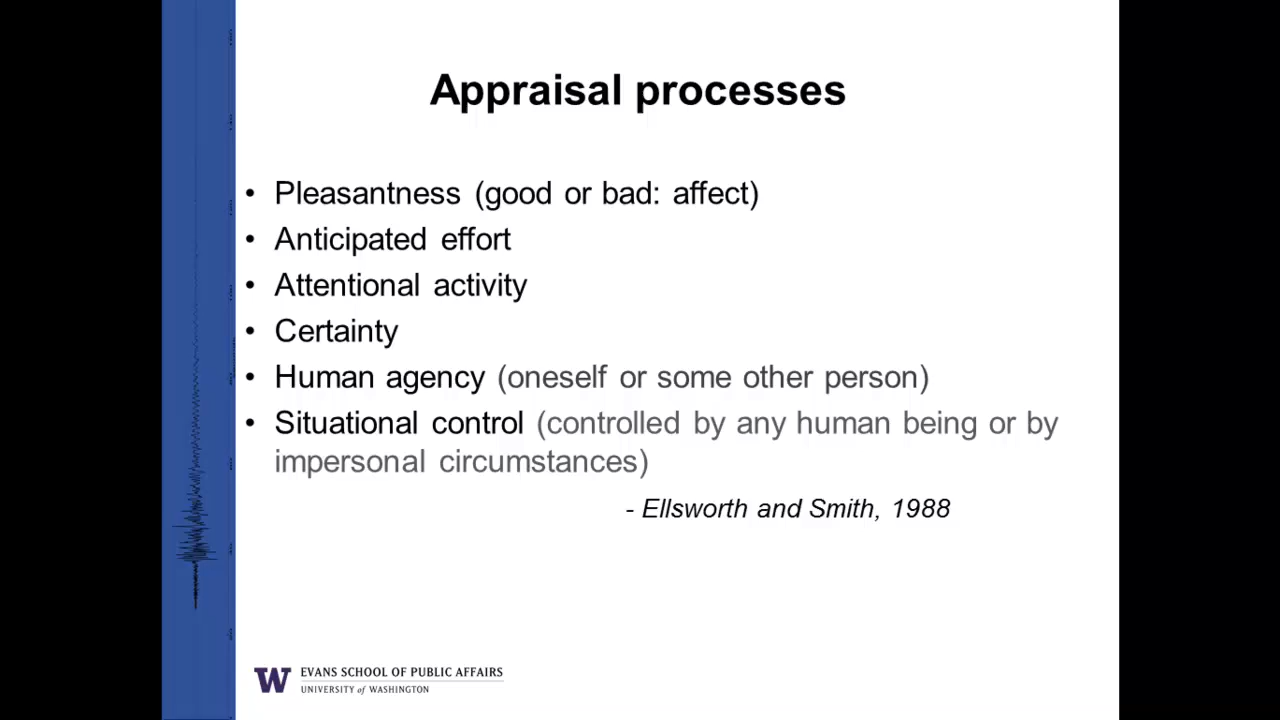 Appraisal processes
• Pleasantness (good or bad: affect)
• Anticipated effort
• Attentional activity
• Certainty
• Human agency (oneself or some other person)
• Situational control (controlled by any human being or by
impersonal circumstances)
- Ellsworth and Smith, 1988
W EVANS SCHOOL OF PUBLIC AFFAIRS
UNIVERSITY of WASHINGTON